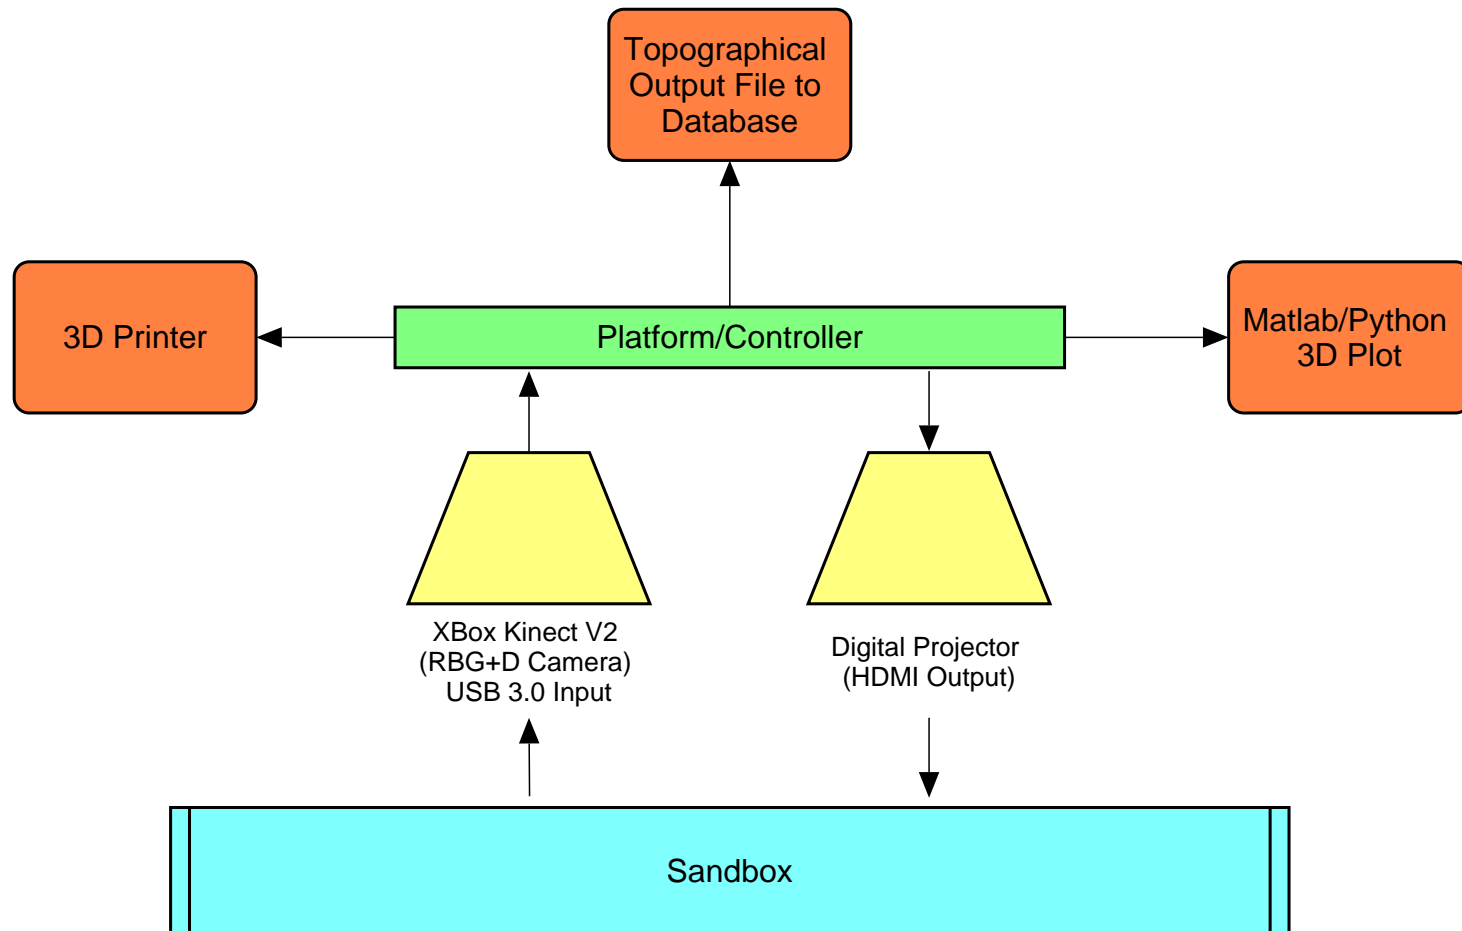 Topographical
Output File to
Database
3D Printer
Platform/Controller
Matlab/Python
3D Plot
XBox Kinect V2
(RBG+D Camera)
USB 3.0 Input
Digital Projector
(HDMI Output)
Sandbox